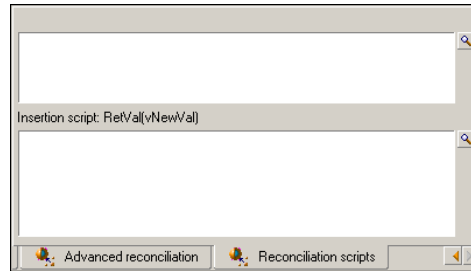 Insertion script: RetVal(vNewVal)
Advanced reconciliation
Reconciliation scripts